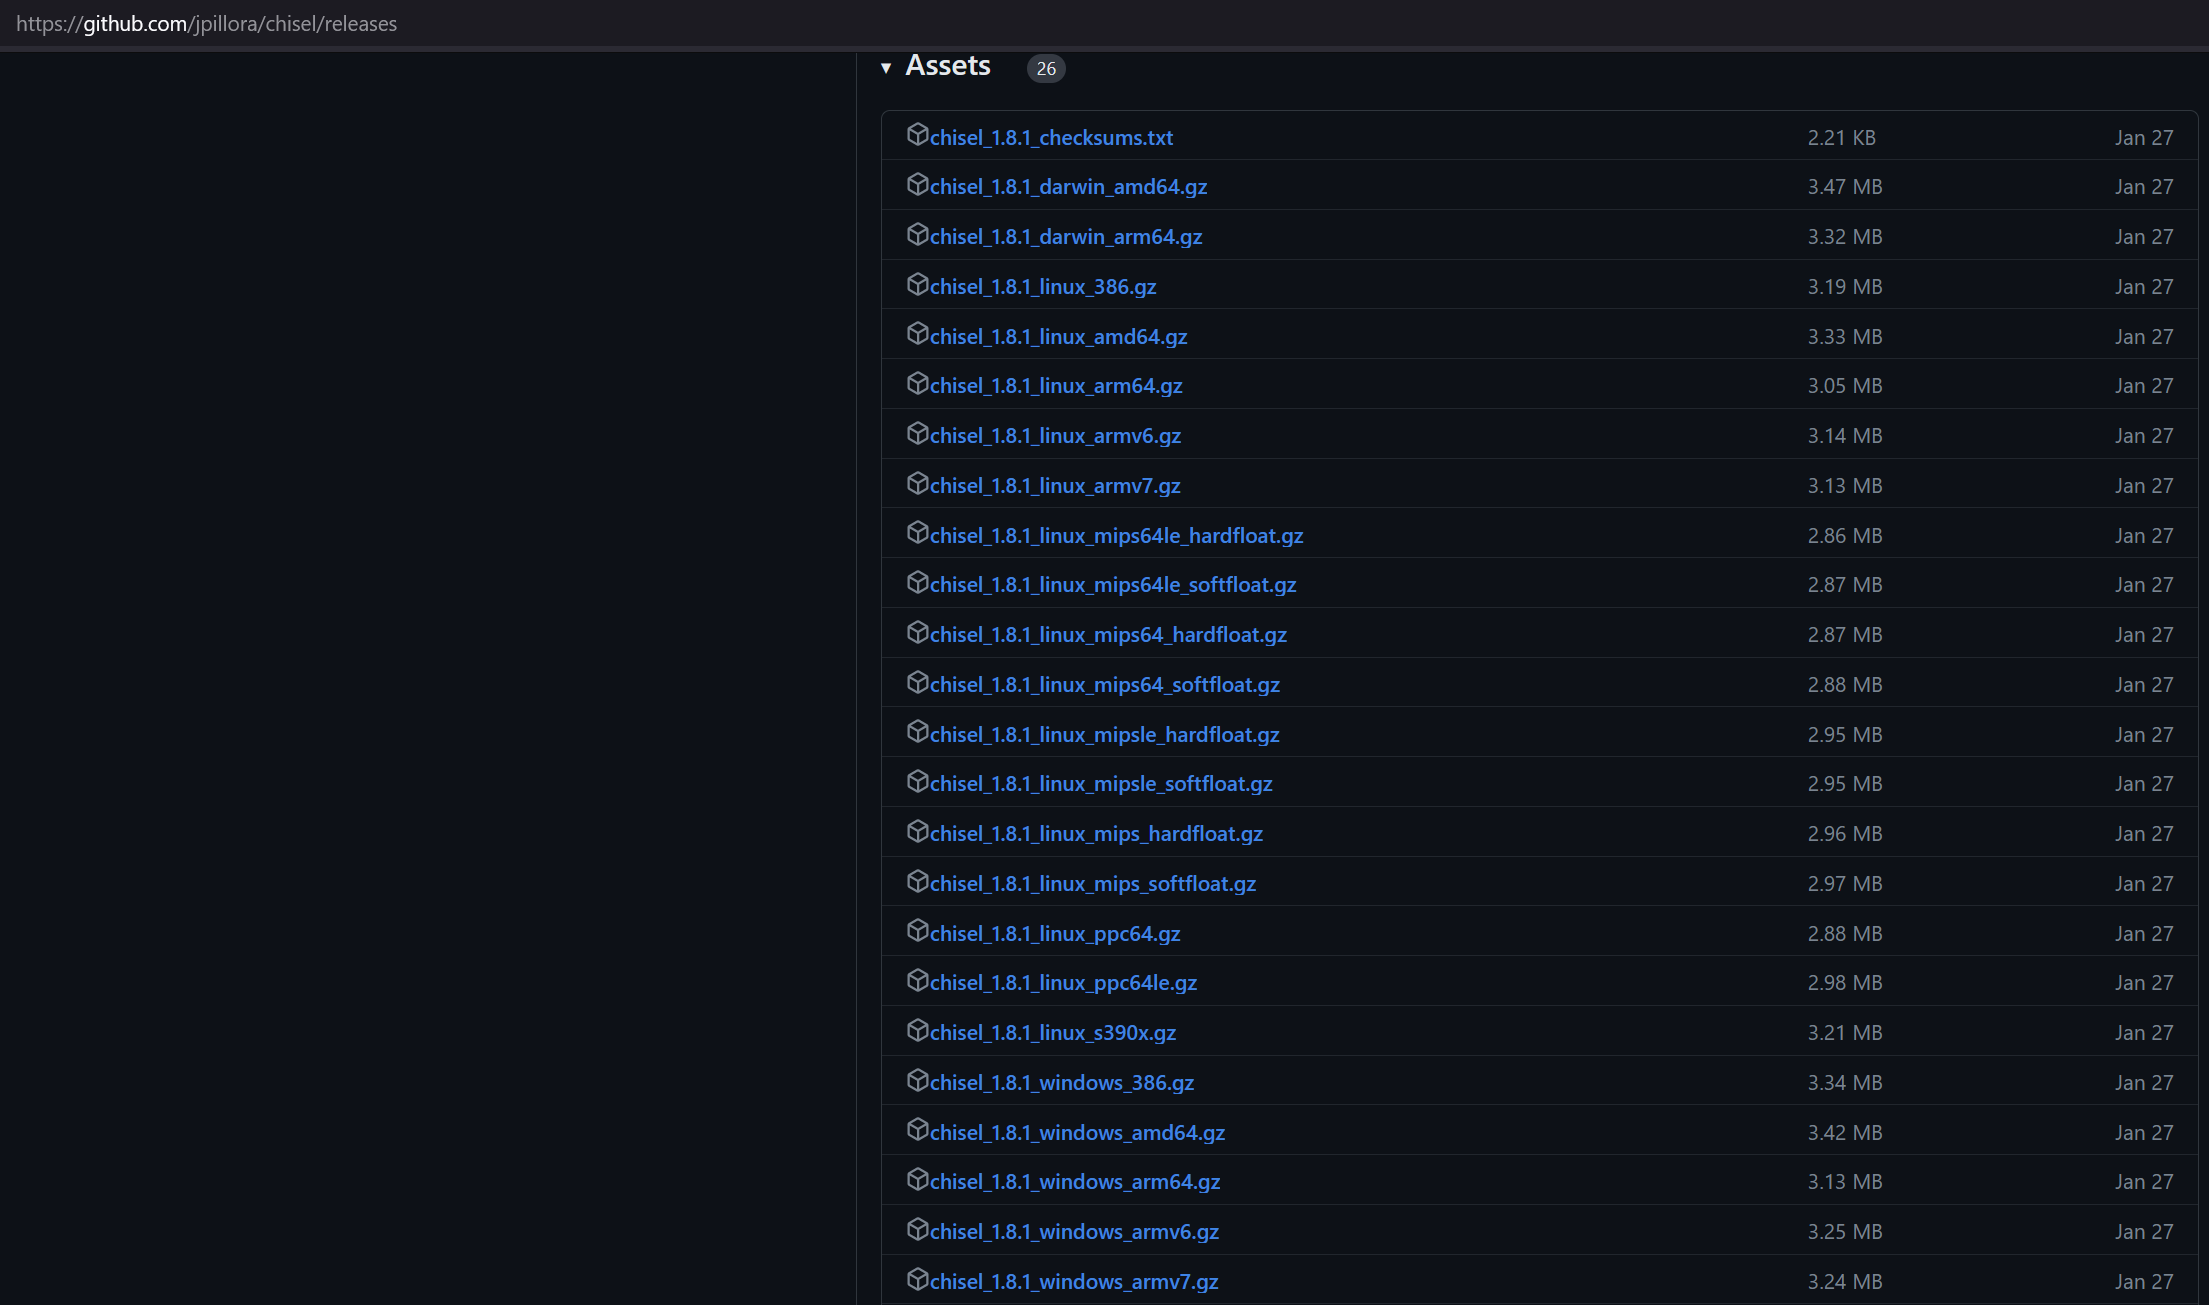 https://github.com/jpillora/chisel/releases
▾ Assets 26
chisel_1.8.1_checksums.txt 2.21 KB Jan 27
chisel_1.8.1_darwin_amd64.gz 3.47 MB Jan 27
chisel_1.8.1_darwin_arm64.gz 3.32 MB Jan 27
chisel_1.8.1_linux_386.gz 3.19 MB Jan 27
chisel_1.8.1_linux_amd64.gz 3.33 MB Jan 27
chisel_1.8.1_linux_arm64.gz 3.05 MB Jan 27
chisel_1.8.1_linux_armv6.gz 3.14 MB Jan 27
chisel_1.8.1_linux_armv7.gz 3.13 MB Jan 27
chisel_1.8.1_linux_mips64le_hardfloat.gz 2.86 MB Jan 27
chisel_1.8.1_linux_mips64le_softfloat.gz 2.87 MB Jan 27
chisel_1.8.1_linux_mips64_hardfloat.gz 2.87 MB Jan 27
chisel_1.8.1_linux_mips64_softfloat.gz 2.88 MB Jan 27
chisel_1.8.1_linux_mipsle_hardfloat.gz 2.95 MB Jan 27
chisel_1.8.1_linux_mipsle_softfloat.gz 2.95 MB Jan 27
chisel_1.8.1_linux_mips_hardfloat.gz 2.96 MB Jan 27
chisel_1.8.1_linux_mips_softfloat.gz 2.97 MB Jan 27
chisel_1.8.1_linux_ppc64.gz 2.88 MB Jan 27
chisel_1.8.1_linux_ppc64le.gz 2.98 MB Jan 27
chisel_1.8.1_linux_s390x.gz 3.21 MB Jan 27
chisel_1.8.1_windows_386.gz 3.34 MB Jan 27
chisel_1.8.1_windows_amd64.gz 3.42 MB Jan 27
chisel_1.8.1_windows_arm64.gz 3.13 MB Jan 27
chisel_1.8.1_windows_armv6.gz 3.25 MB Jan 27
chisel_1.8.1_windows_armv7.gz 3.24 MB Jan 27